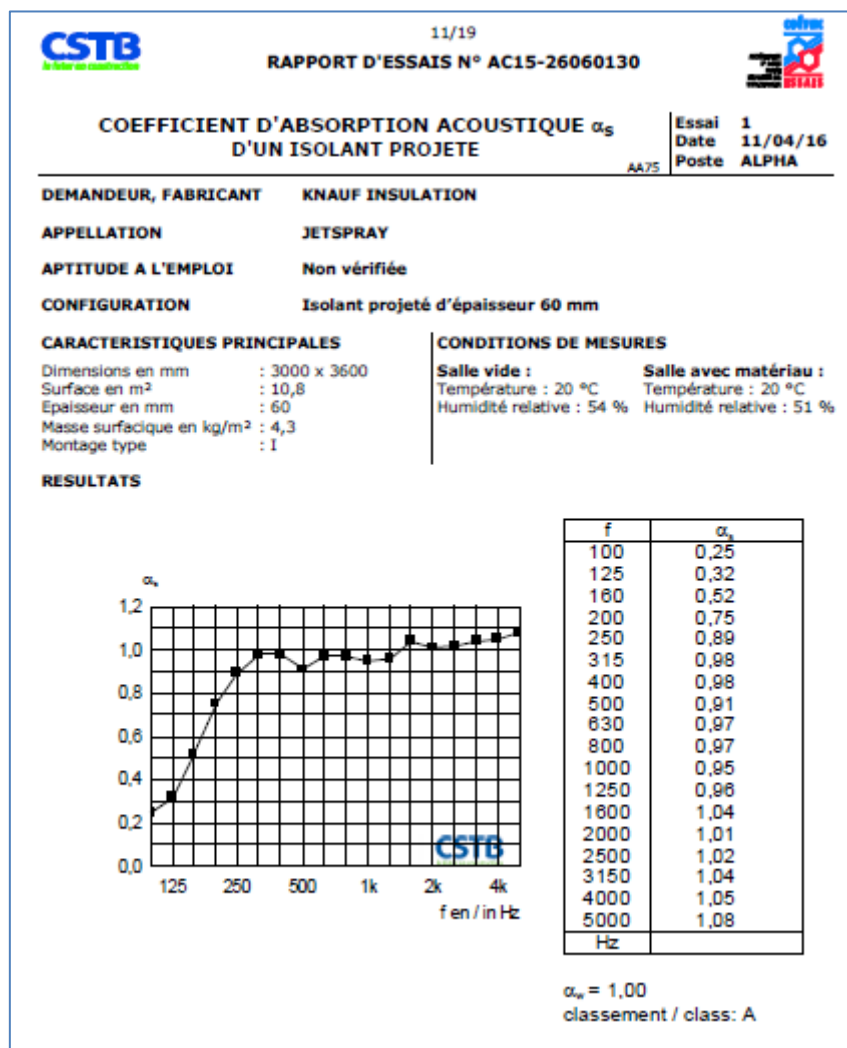 CSTB
le futur en construction
11/19
RAPPORT D'ESSAIS N° AC15-26060130
cofrac
ESSAIS
COEFFICIENT D'ABSORPTION ACOUSTIQUE αs
D'UN ISOLANT PROJETE
AA75
Essai 1
Date 11/04/16
Poste ALPHA
DEMANDEUR, FABRICANT KNAUF INSULATION
APPELLATION JETSPRAY
APTITUDE A L'EMPLOI Non vérifiée
CONFIGURATION Isolant projeté d'épaisseur 60 mm
CARACTERISTIQUES PRINCIPALES
Dimensions en mm : 3000 x 3600
Surface en m² : 10,8
Epaisseur en mm : 60
Masse surfacique en kg/m² : 4,3
Montage type : I
CONDITIONS DE MESURES
Salle vide : Salle avec matériau :
Température : 20 °C Température : 20 °C
Humidité relative : 54 % Humidité relative : 51 %
RESULTATS
αs
1,2
1,0
0,8
0,6
0,4
0,2
0,0
125 250 500 1k 2k 4k
f en / in Hz
CSTB
f αs
100 0,25
125 0,32
160 0,52
200 0,75
250 0,89
315 0,98
400 0,98
500 0,91
630 0,97
800 0,97
1000 0,95
1250 0,96
1600 1,04
2000 1,01
2500 1,02
3150 1,04
4000 1,05
5000 1,08
Hz
αw = 1,00
classement / class: A